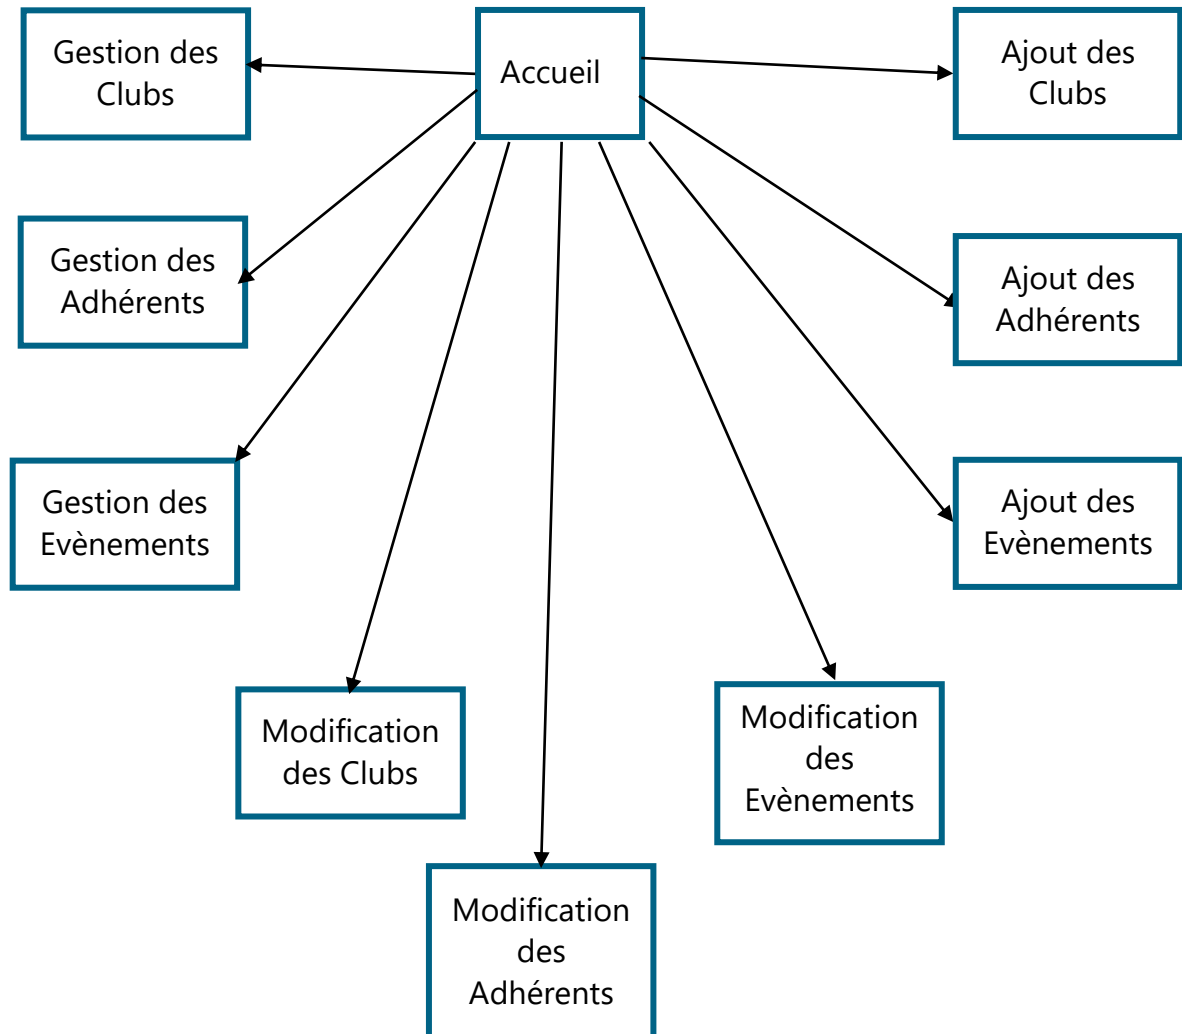 Gestion des
Clubs
Accueil
Ajout des
Clubs
Gestion des
Adhérents
Ajout des
Adhérents
Gestion des
Evènements
Ajout des
Evènements
Modification
des Clubs
Modification
des
Evènements
Modification
des
Adhérents